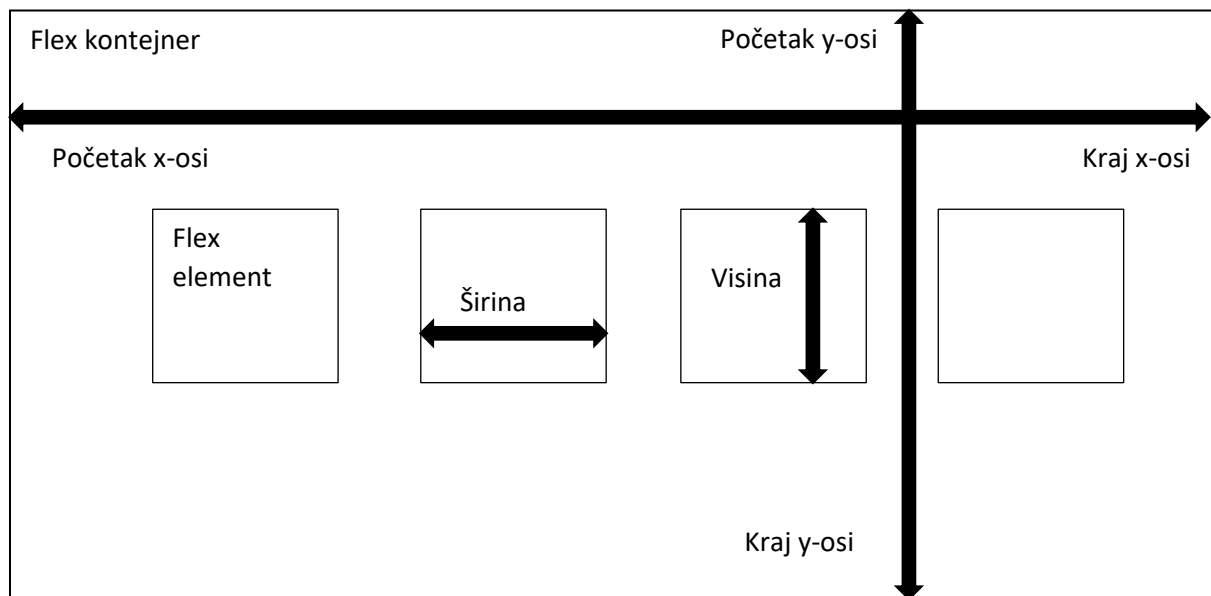 Flex kontejner
Početak y-osi
Početak x-osi
Kraj x-osi
Flex
element
Širina
Visina
Kraj y-osi